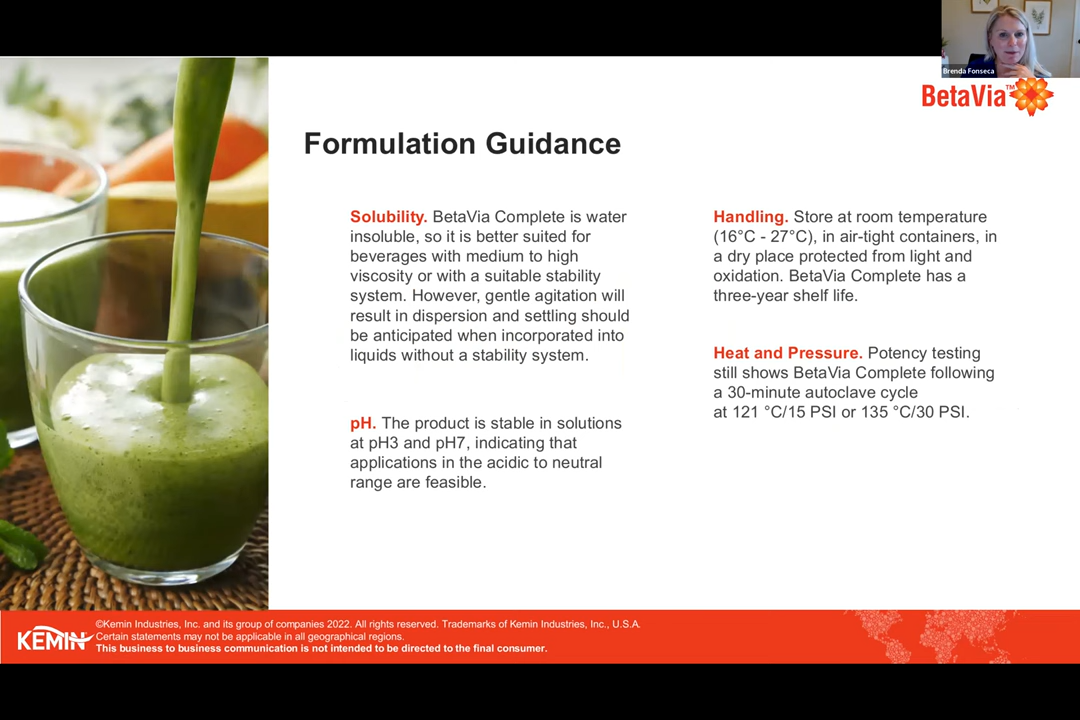 Brenda Fonseca
BetaVia™
Formulation Guidance
Solubility. BetaVia Complete is water
insoluble, so it is better suited for
beverages with medium to high
viscosity or with a suitable stability
system. However, gentle agitation will
result in dispersion and settling should
be anticipated when incorporated into
liquids without a stability system.
pH. The product is stable in solutions
at pH3 and pH7, indicating that
applications in the acidic to neutral
range are feasible.
Handling. Store at room temperature
(16°C - 27°C), in air-tight containers, in
a dry place protected from light and
oxidation. BetaVia Complete has a
three-year shelf life.
Heat and Pressure. Potency testing
still shows BetaVia Complete following
a 30-minute autoclave cycle
at 121 °C/15 PSI or 135 °C/30 PSI.
KEMIN
©Kemin Industries, Inc. and its group of companies 2022. All rights reserved. Trademarks of Kemin Industries, Inc., U.S.A.
Certain statements may not be applicable in all geographical regions.
This business to business communication is not intended to be directed to the final consumer.